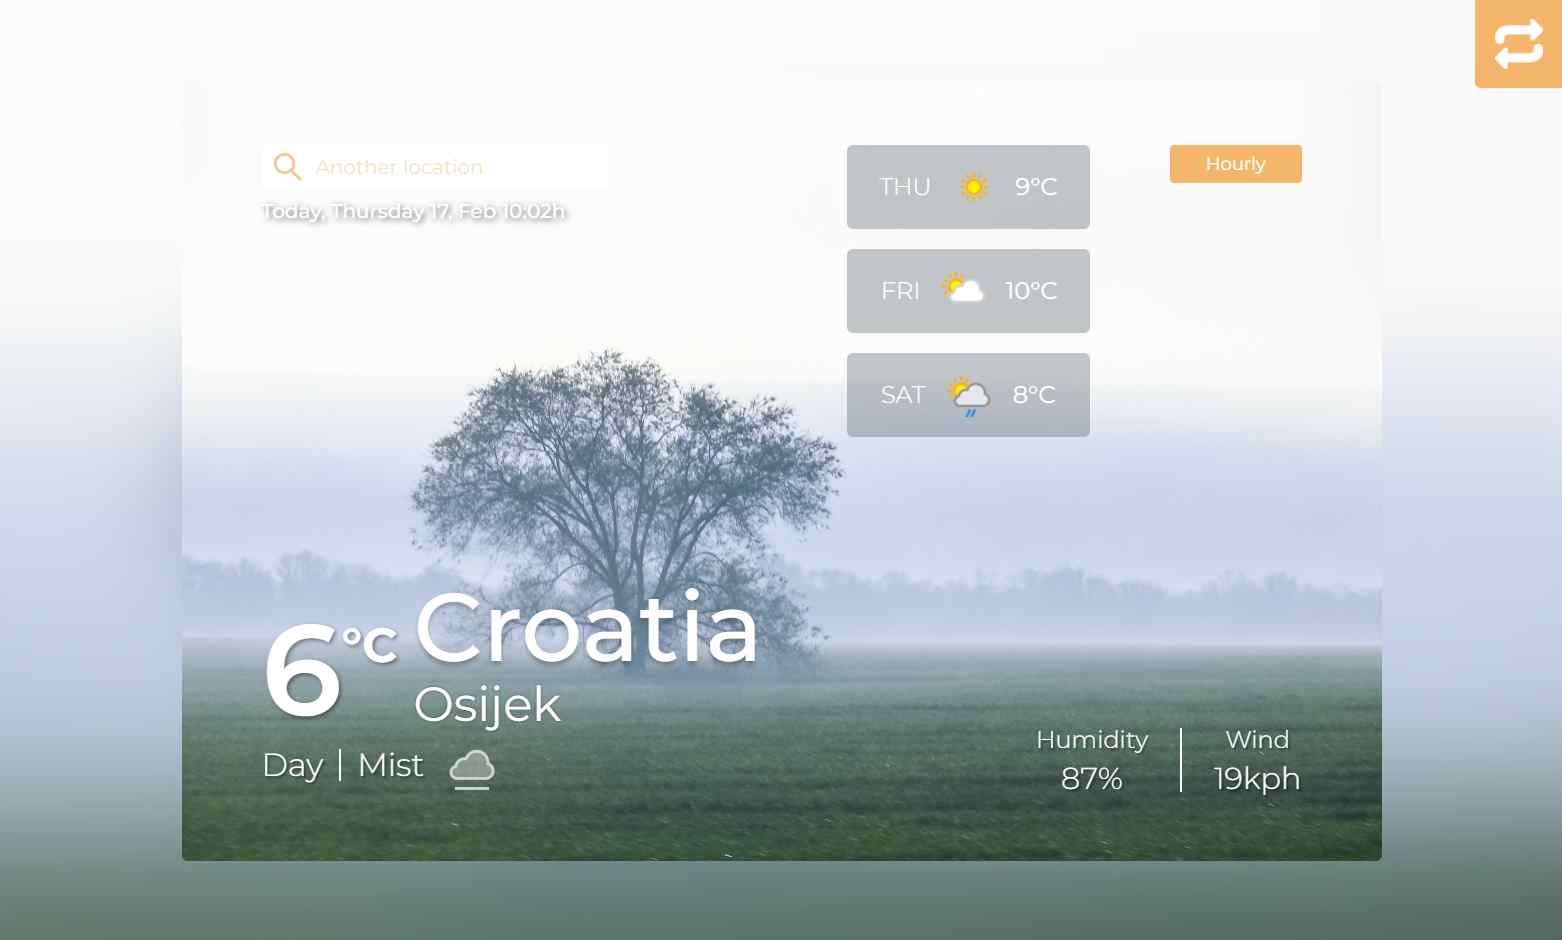 Another location
Today, Thursday 17, Feb 10:02h
THU 9°C
FRI 10°C
SAT 8°C
Hourly
6°C
Croatia
Osijek
Day | Mist
Humidity
87%
Wind
19kph